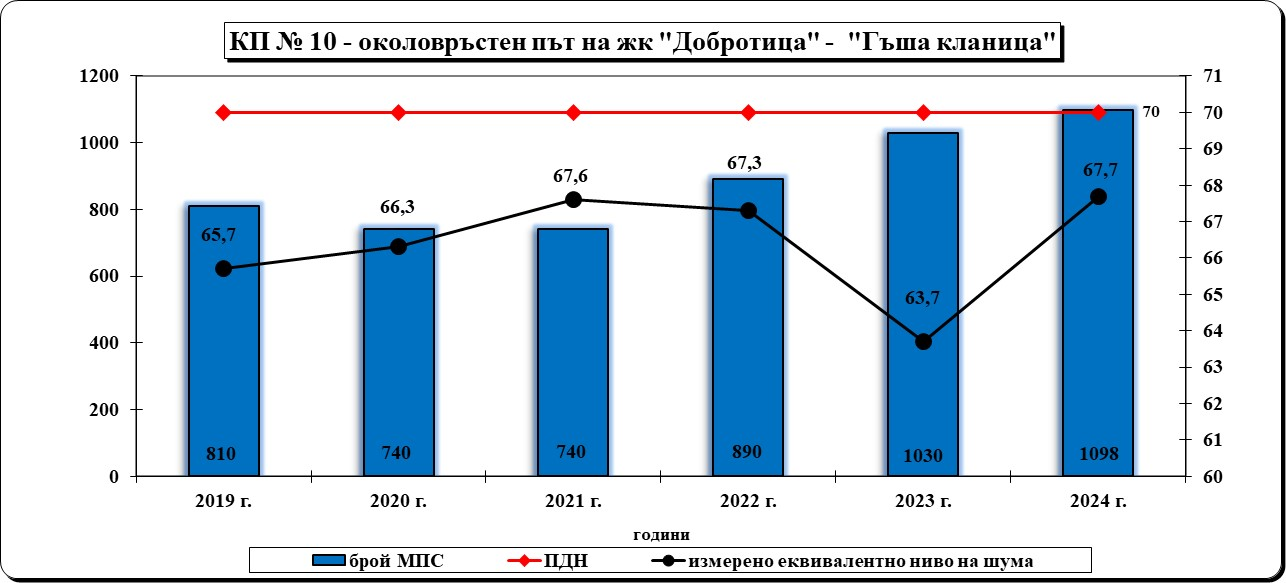 КП № 10 - околовръстен път на жк "Добротица" - "Гъша кланица"
1200
1000
800
600
400
200
0
71
70
69
68
67
66
65
64
63
62
61
60
70
65,7
66,3
67,6
67,3
63,7
67,7
810
740
740
890
1030
1098
2019 г.
2020 г.
2021 г.
2022 г.
2023 г.
2024 г.
години
брой МПС
ПДН
измерено еквивалентно ниво на шума